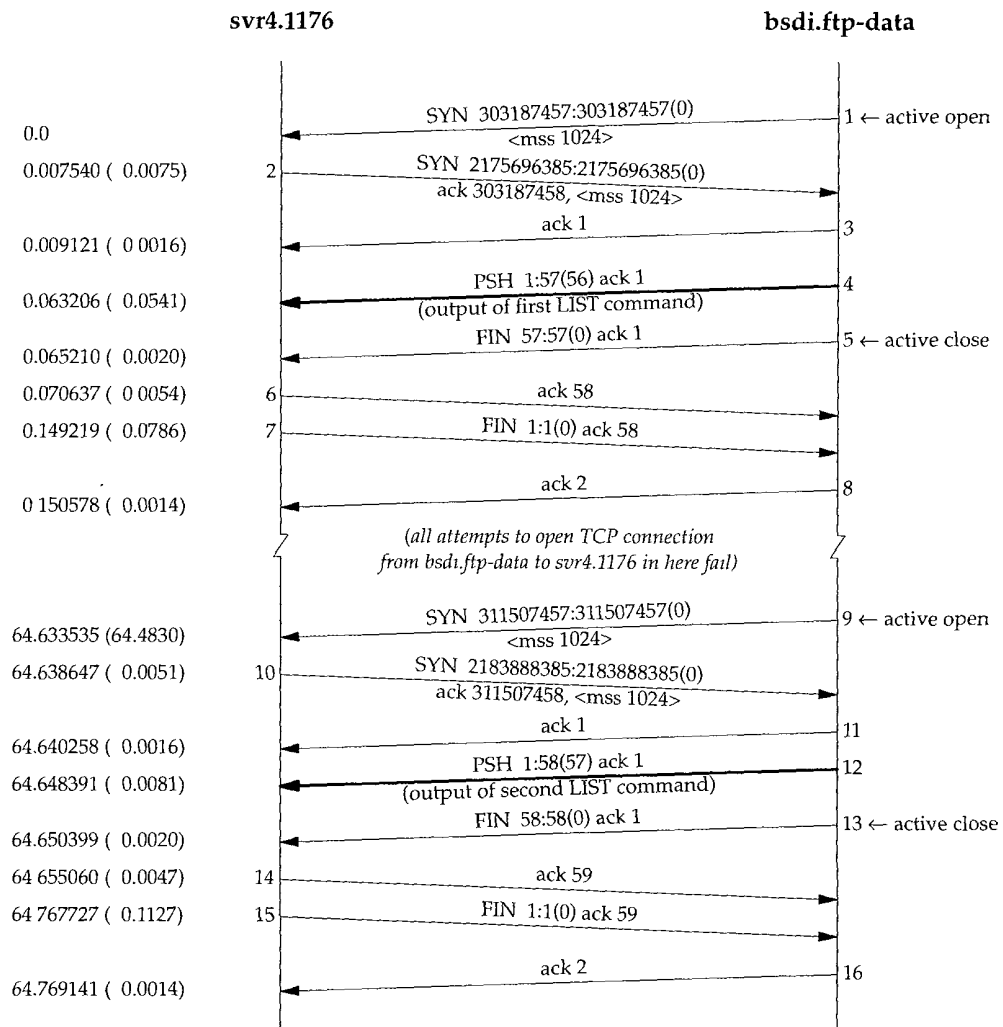 svr4.1176 bsdi.ftp-data
SYN 303187457:303187457(0) 1 ← active open
0.0 <mss 1024>
0.007540 ( 0.0075) 2 SYN 2175696385:2175696385(0)
ack 303187458, <mss 1024>
ack 1 3
0.009121 ( 0 0016)
PSH 1:57(56) ack 1 4
0.063206 ( 0.0541) (output of first LIST command)
FIN 57:57(0) ack 1 5 ← active close
0.065210 ( 0.0020)
0.070637 ( 0 0054) 6 ack 58
0.149219 ( 0.0786) 7 FIN 1:1(0) ack 58
ack 2 8
0 150578 ( 0.0014)
(all attempts to open TCP connection
from bsdi.ftp-data to svr4.1176 in here fail)
SYN 311507457:311507457(0) 9 ← active open
64.633535 (64.4830) <mss 1024>
64.638647 ( 0.0051) 10 SYN 2183888385:2183888385(0)
ack 311507458, <mss 1024>
ack 1 11
64.640258 ( 0.0016)
PSH 1:58(57) ack 1 12
64.648391 ( 0.0081) (output of second LIST command)
FIN 58:58(0) ack 1 13 ← active close
64.650399 ( 0.0020)
64 655060 ( 0.0047) 14 ack 59
64 767727 ( 0.1127) 15 FIN 1:1(0) ack 59
ack 2 16
64.769141 ( 0.0014)